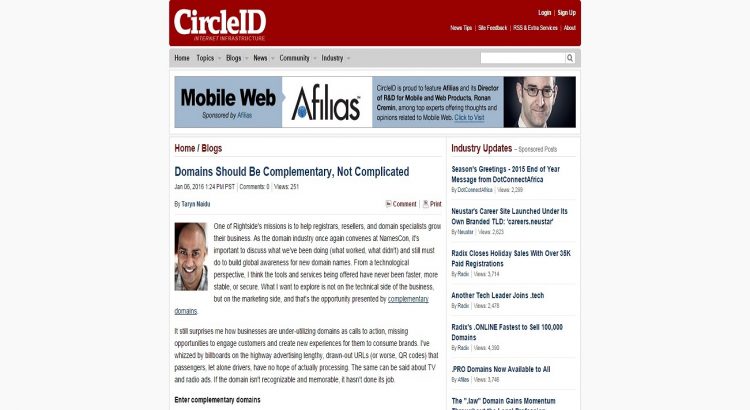 CircleID
INTERNET INFRASTRUCTURE
Login | Sign Up
News Tips | Site Feedback | RSS & Extra Services | About
Home Topics Blogs News Community Industry
Mobile Web
Sponsored by Afilias
Afilias™
CircleID is proud to feature Afilias and its Director
of R&D for Mobile and Web Products, Ronan
Cremin, among top experts offering thoughts and
opinions related to Mobile Web. Click to Visit
Home / Blogs
Domains Should Be Complementary, Not Complicated
Jan 06, 2016 1:24 PM PST | Comments: 0 | Views: 251
By Taryn Naidu
Comment | Print
One of Rightside's missions is to help registrars, resellers, and domain specialists grow
their business. As the domain industry once again convenes at NamesCon, it's
important to discuss what we've been doing (what worked, what didn't) and still must
do to build global awareness for new domain names. From a technological
perspective, I think the tools and services being offered have never been faster, more
stable, or secure. What I want to explore is not on the technical side of the business,
but on the marketing side, and that's the opportunity presented by complementary
domains.
It still surprises me how businesses are under-utilizing domains as calls to action, missing
opportunities to engage customers and create new experiences for them to consume brands. I've
whizzed by billboards on the highway advertising lengthy, drawn-out URLs (or worse, QR codes) that
passengers, let alone drivers, have no hope of actually processing. The same can be said about TV
and radio ads. If the domain isn't recognizable and memorable, it hasn't done its job.
Enter complementary domains
Industry Updates – Sponsored Posts
Season's Greetings - 2015 End of Year
Message from DotConnectAfrica
By DotConnectAfrica | Views: 2,299
Neustar's Career Site Launched Under Its
Own Branded TLD: 'careers.neustar'
By Neustar | Views: 2,623
Radix Closes Holiday Sales With Over 35K
Paid Registrations
By Radix | Views: 3,714
Another Tech Leader Joins .tech
By Radix | Views: 2,478
Radix's .ONLINE Fastest to Sell 100,000
Domains
By Radix | Views: 4,393
.PRO Domains Now Available to All
By Afilias | Views: 3,746
The ".law" Domain Gains Momentum
Throughout the Legal Profession